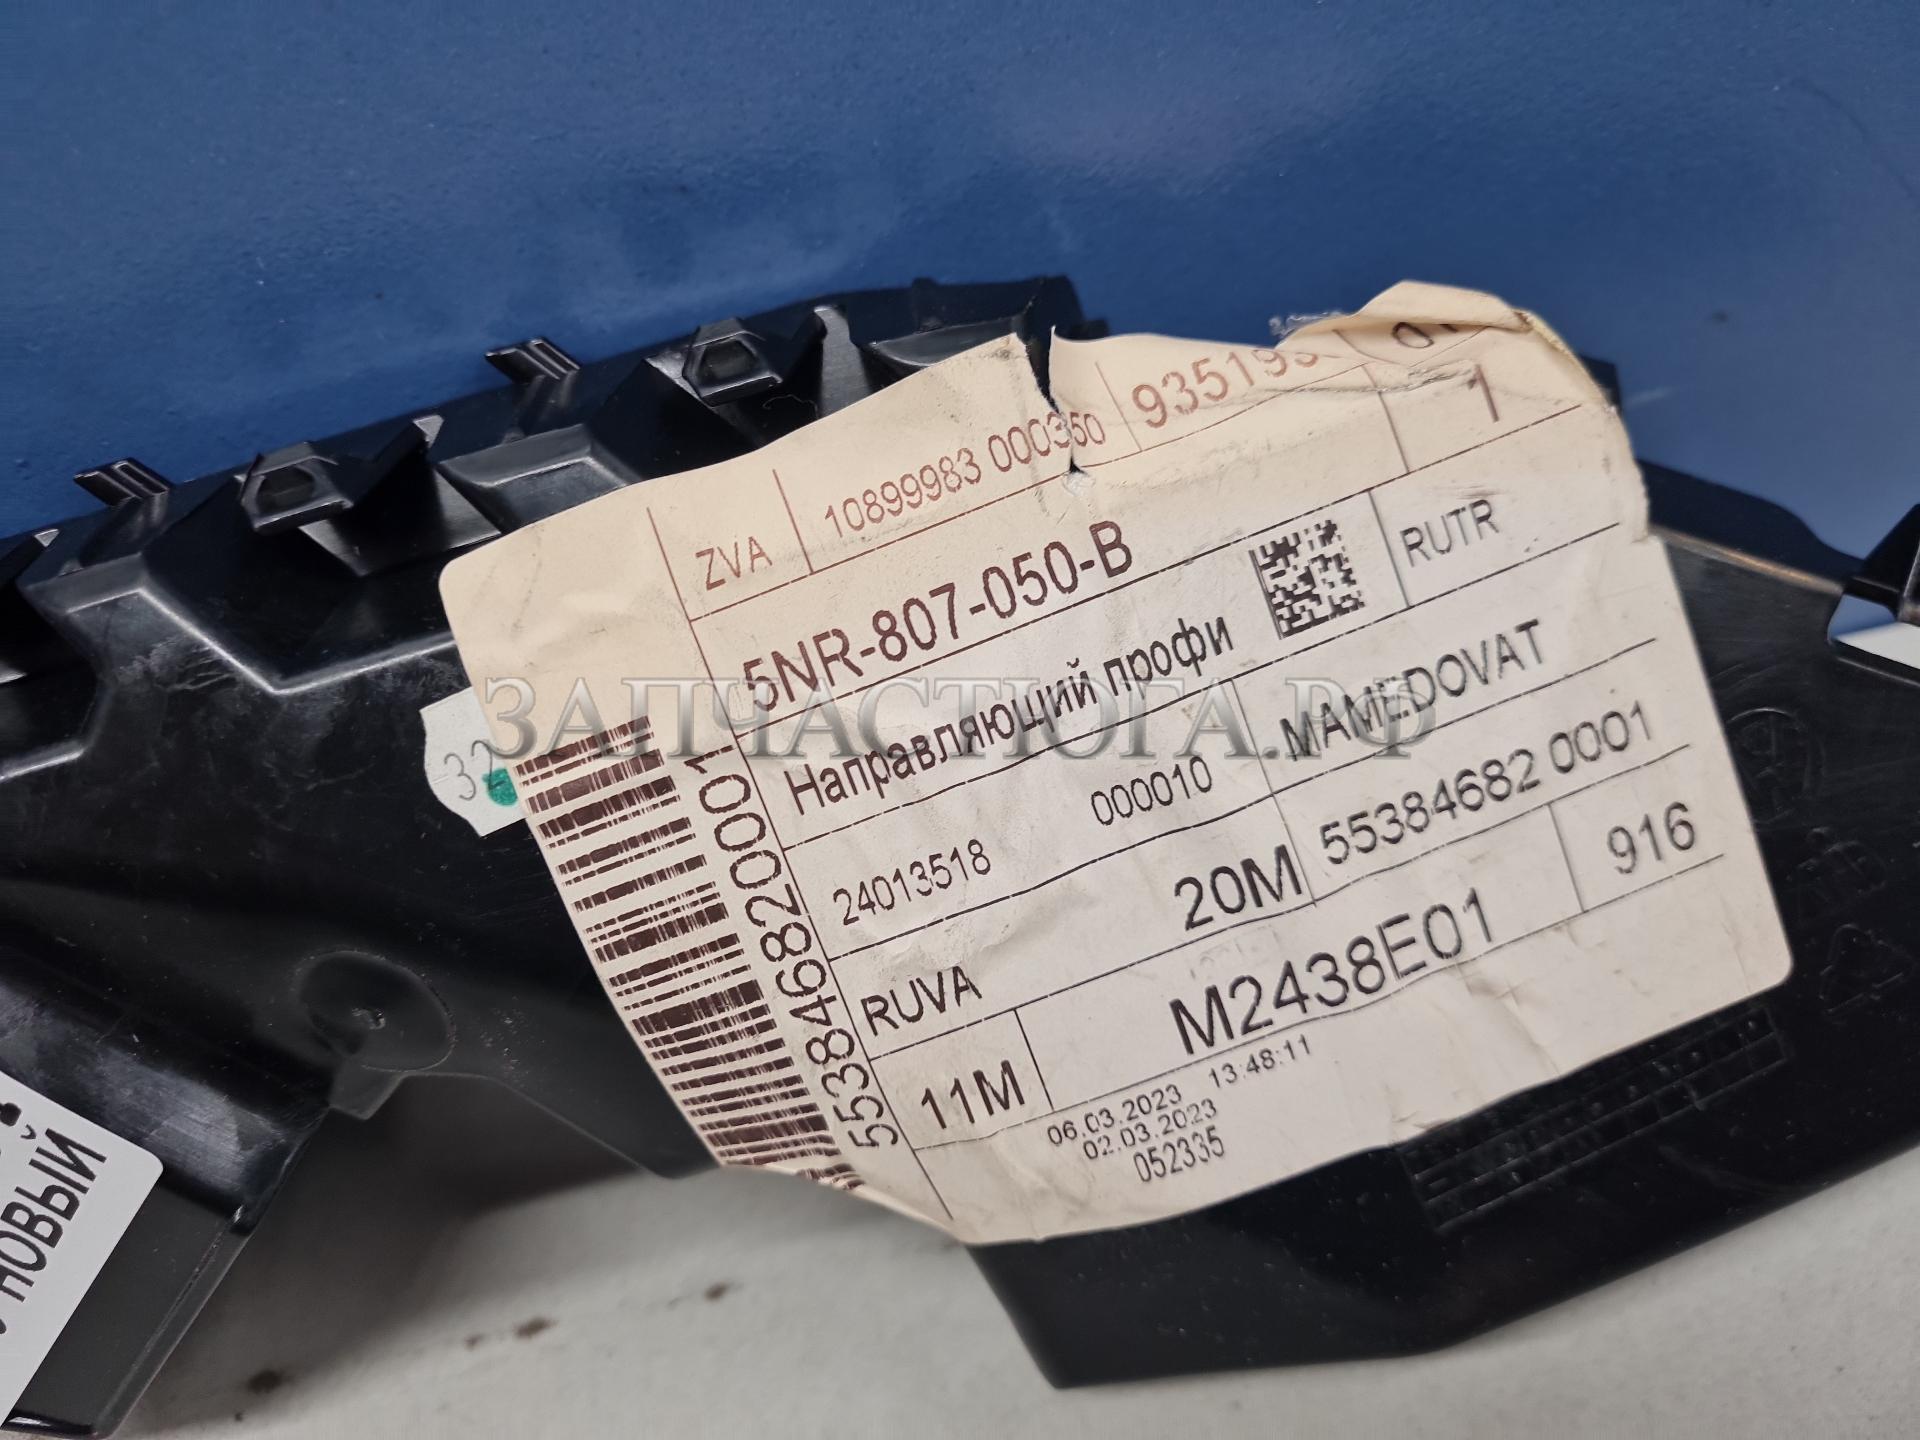 ZVA 10899983 000350
1
5NR-807-050-B
RUTR
Направляющий профи
MAMEDOVAT
24013518 000010
55384682 0001
RUVA 20M
916
11M M2438E01
06.03.2023 13:48:11
02.03.2023
052335
553846820001
32
НОВЫЙ
ЗАПЧАСТЮГА.РФ